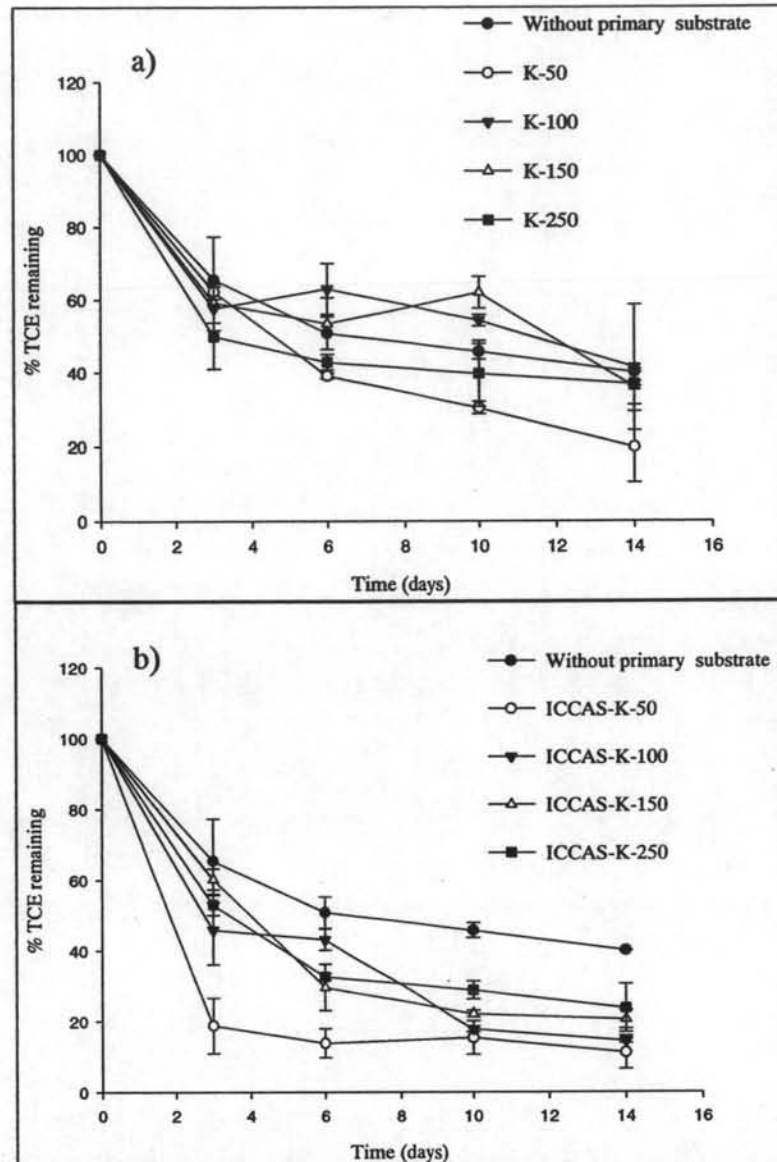 a)
Without primary substrate
K-50
K-100
K-150
K-250
% TCE remaining
120
100
80
60
40
20
0
0 2 4 6 8 10 12 14 16
Time (days)
b)
Without primary substrate
ICCAS-K-50
ICCAS-K-100
ICCAS-K-150
ICCAS-K-250
% TCE remaining
120
100
80
60
40
20
0
0 2 4 6 8 10 12 14 16
Time (days)